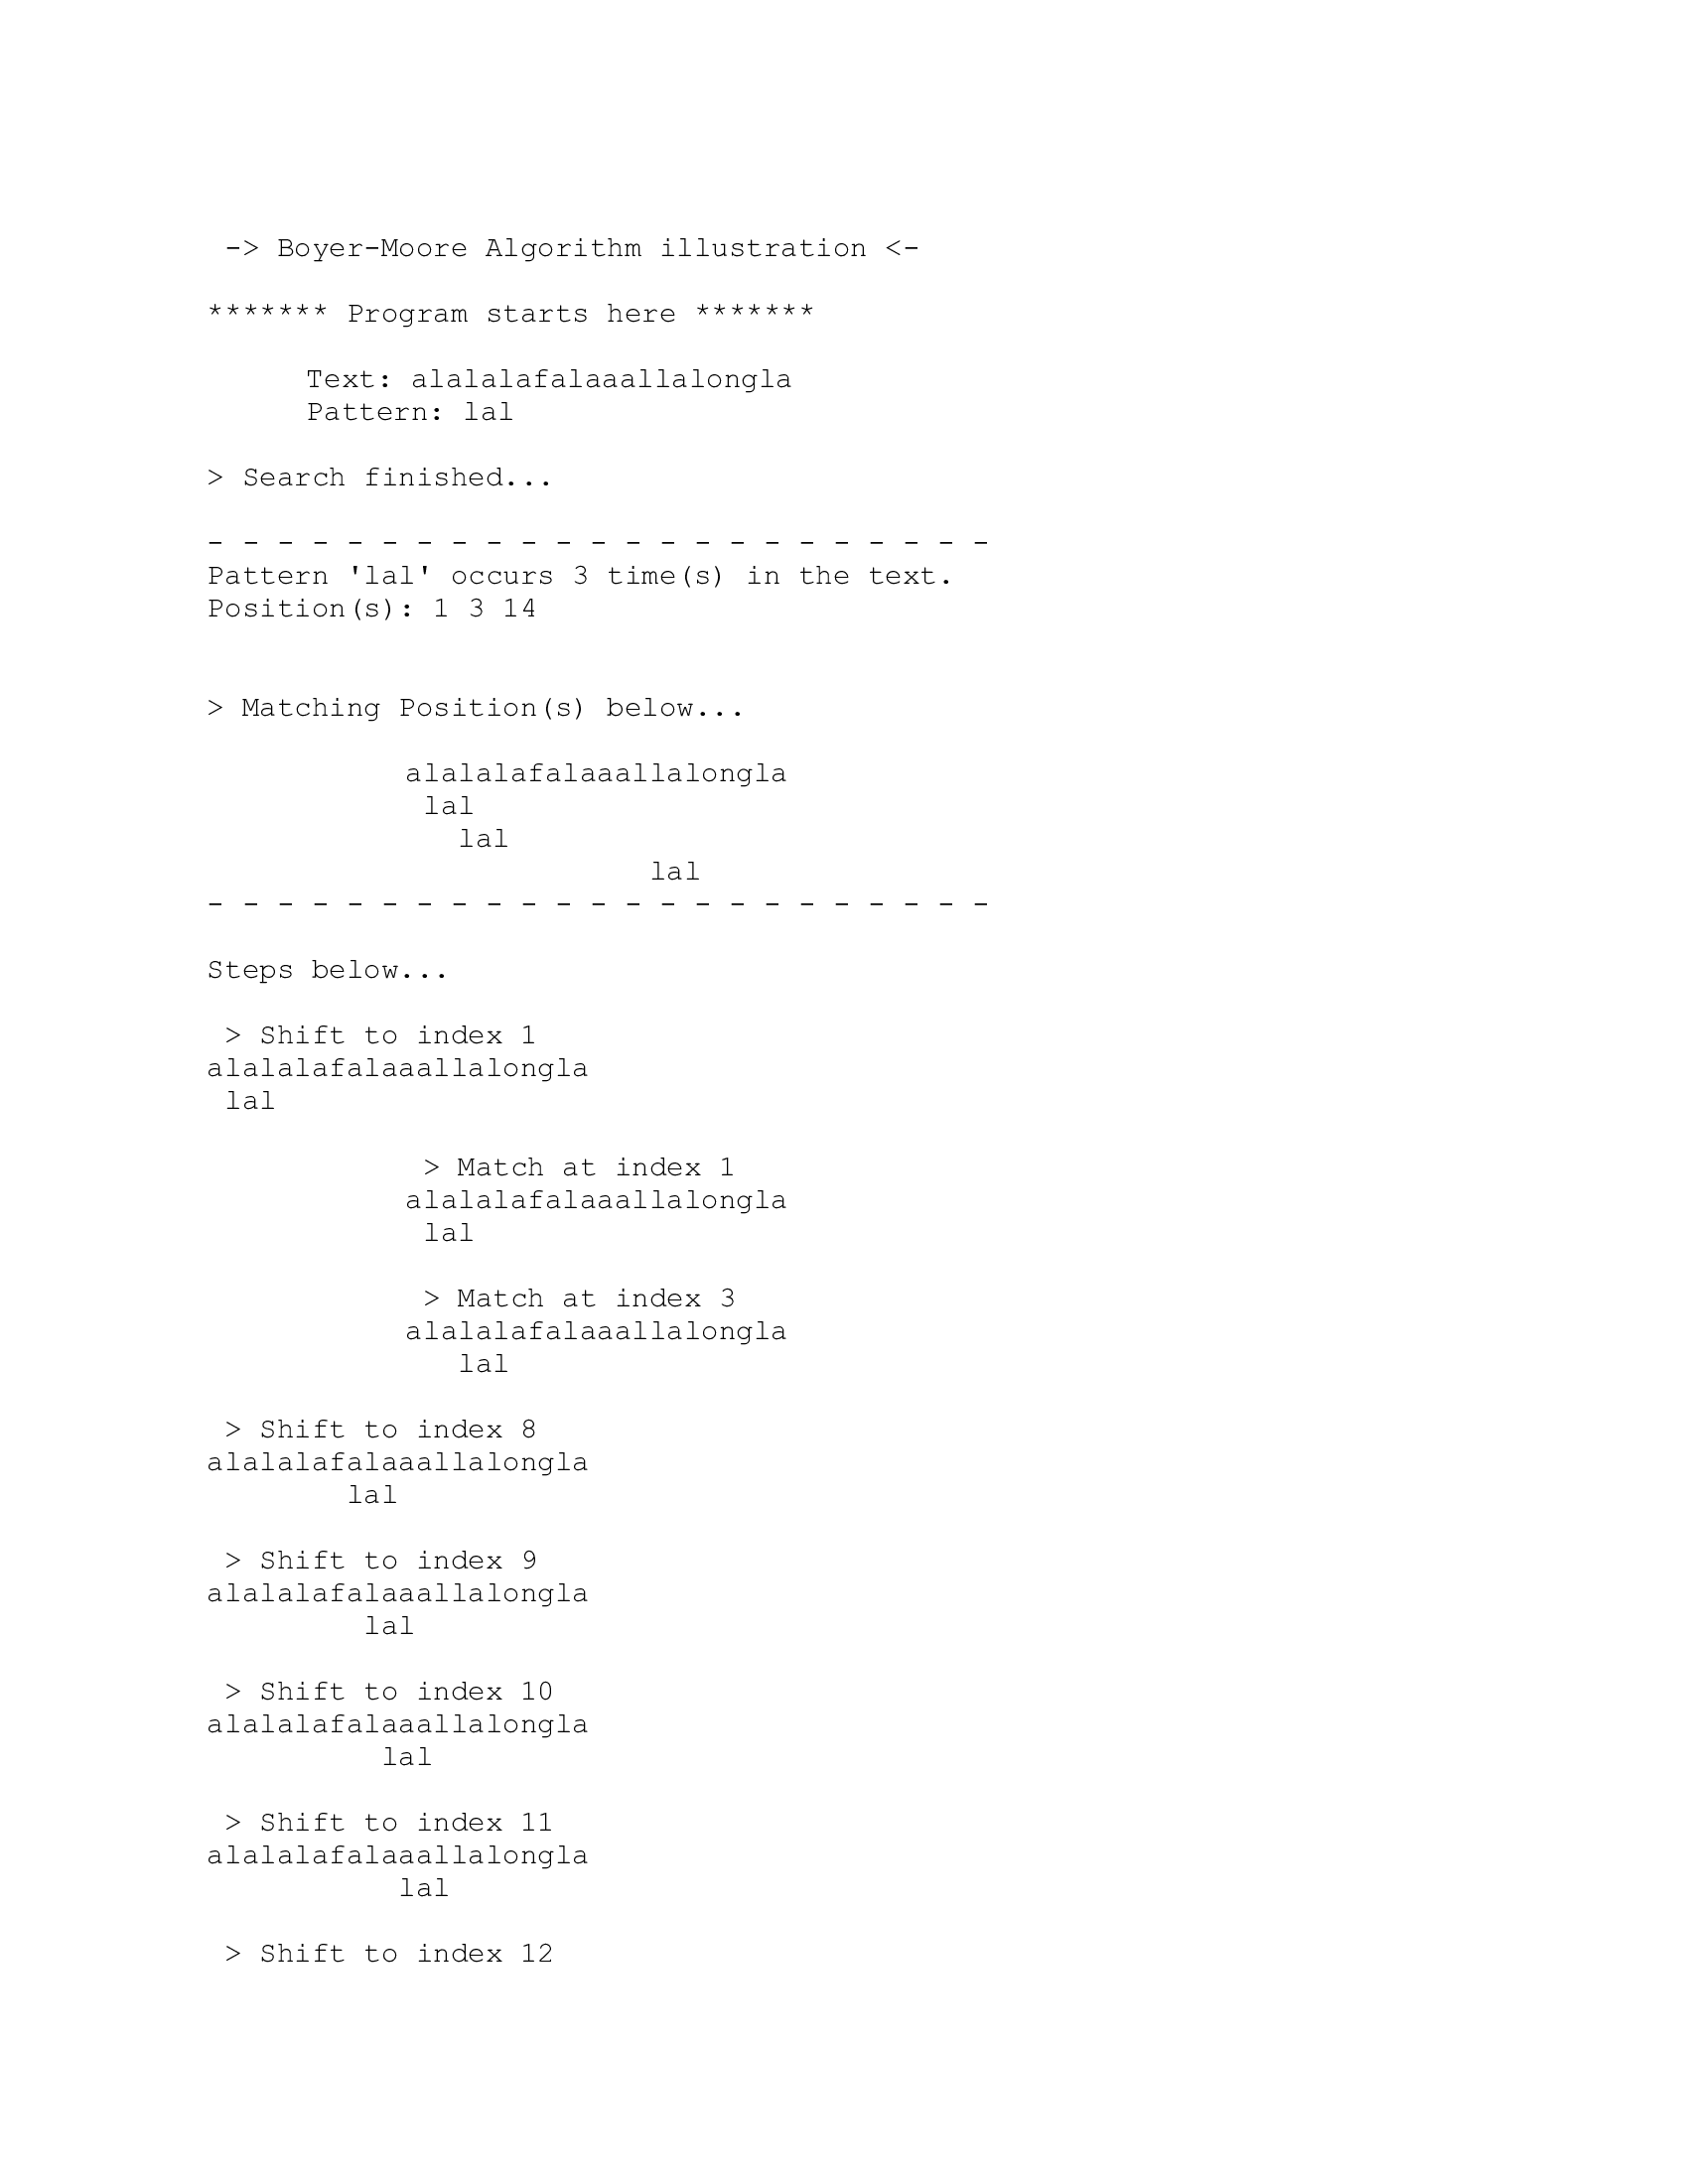 -> Boyer-Moore Algorithm illustration <-
******* Program starts here *******
Text: alalalafalaaallalongla
Pattern: lal
> Search finished...
- - - - - - - - - - - - - - - - - - - - - - -
Pattern 'lal' occurs 3 time(s) in the text.
Position(s): 1 3 14
> Matching Position(s) below...
alalalafalaaallalongla
lal
lal
lal
- - - - - - - - - - - - - - - - - - - - - - -
Steps below...
> Shift to index 1
alalalafalaaallalongla
lal
> Match at index 1
alalalafalaaallalongla
lal
> Match at index 3
alalalafalaaallalongla
lal
> Shift to index 8
alalalafalaaallalongla
lal
> Shift to index 9
alalalafalaaallalongla
lal
> Shift to index 10
alalalafalaaallalongla
lal
> Shift to index 11
alalalafalaaallalongla
lal
> Shift to index 12